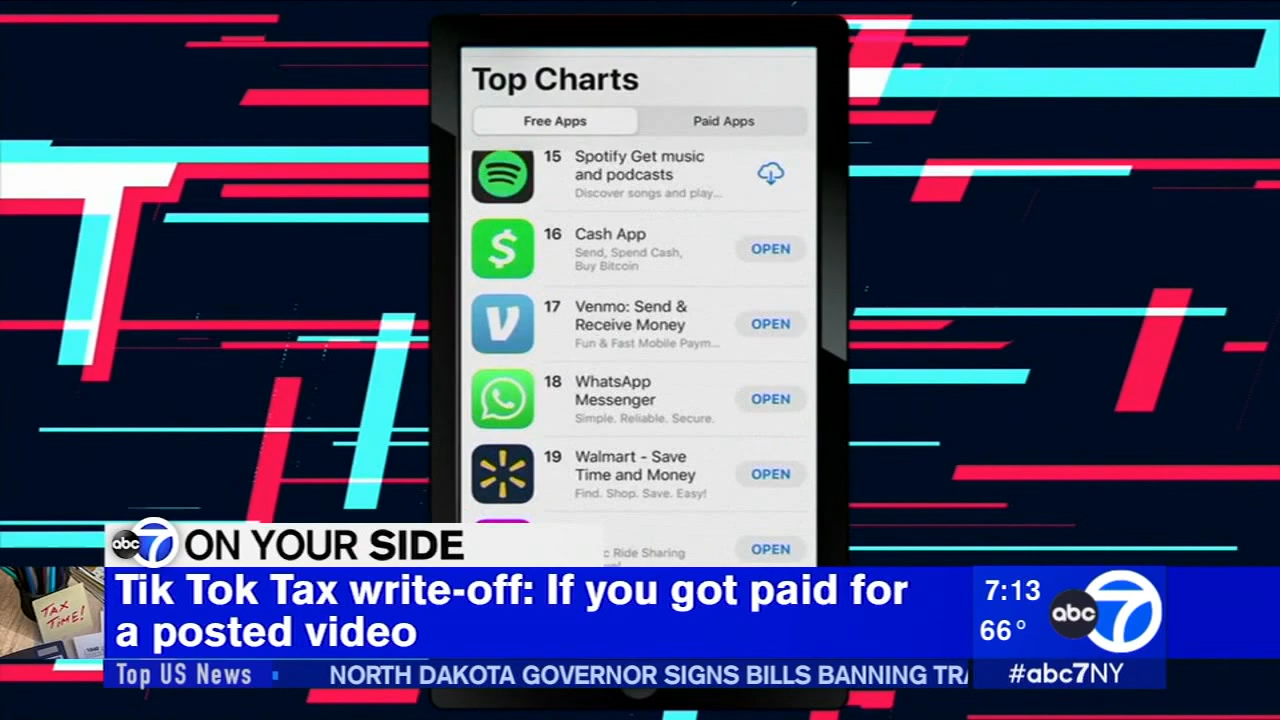 Top Charts
Free Apps
Paid Apps
15
Spotify Get music
and podcasts
Discover songs and play...
16
Cash App
Send, Spend Cash,
Buy Bitcoin
OPEN
17
Venmo: Send &
Receive Money
Fun & Fast Mobile Paym...
OPEN
18
WhatsApp
Messenger
Simple. Reliable. Secure.
OPEN
19
Walmart - Save
Time and Money
Find. Shop. Save. Easy!
OPEN
Ride Sharing
OPEN
abc 7 ON YOUR SIDE
TAX
TIME!
Tik Tok Tax write-off: If you got paid for
a posted video
7:13
66°
abc 7
Top US News
NORTH DAKOTA GOVERNOR SIGNS BILLS BANNING TRA
#abc7NY